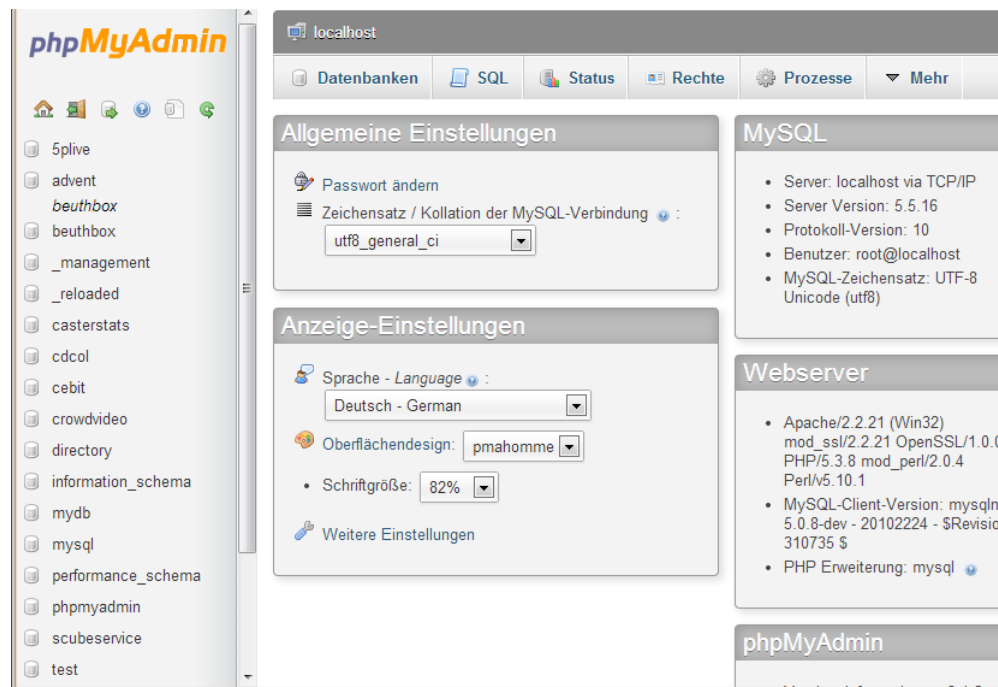 phpMyAdmin
5plive
advent
beuthbox
beuthbox
_management
_reloaded
casterstats
cdcol
cebit
crowdvideo
directory
information_schema
mydb
mysql
performance_schema
phpmyadmin
scubeservice
test
localhost
Datenbanken
SQL
Status
Rechte
Prozesse
Mehr
Allgemeine Einstellungen
Passwort ändern
Zeichensatz / Kollation der MySQL-Verbindung :
utf8_general_ci
Anzeige-Einstellungen
Sprache - Language :
Deutsch - German
Oberflächendesign: pmahomme
• Schriftgröße: 82%
Weitere Einstellungen
MySQL
• Server: localhost via TCP/IP
• Server Version: 5.5.16
• Protokoll-Version: 10
• Benutzer: root@localhost
• MySQL-Zeichensatz: UTF-8
Unicode (utf8)
Webserver
• Apache/2.2.21 (Win32)
mod_ssl/2.2.21 OpenSSL/1.0.0
PHP/5.3.8 mod_perl/2.0.4
Perl/v5.10.1
• MySQL-Client-Version: mysqln
5.0.8-dev - 20102224 - $Revisio
310735 $
• PHP Erweiterung: mysql
phpMyAdmin